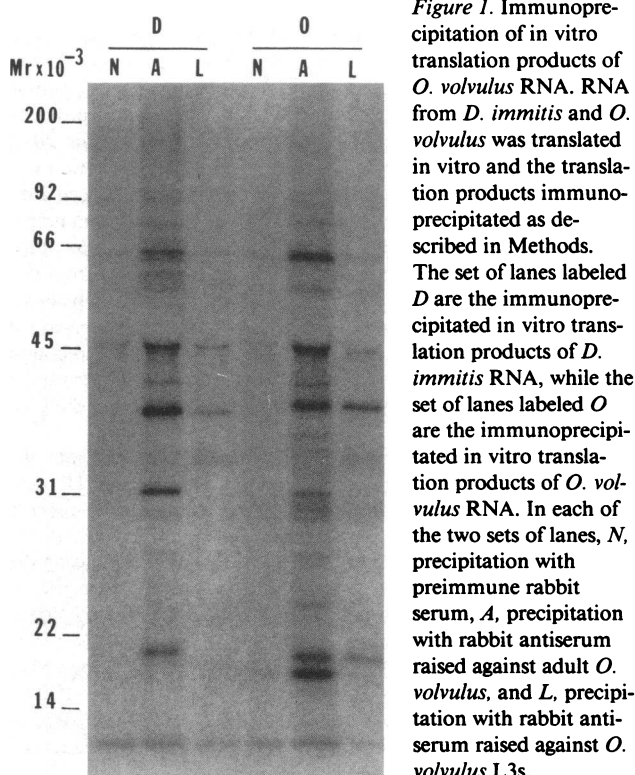 D O
Mr x 10-3 N A L N A L
200
92
66
45
31
22
14
Figure 1. Immunopre-
cipitation of in vitro
translation products of
O. volvulus RNA. RNA
from D. immitis and O.
volvulus was translated
in vitro and the transla-
tion products immuno-
precipitated as de-
scribed in Methods.
The set of lanes labeled
D are the immunopre-
cipitated in vitro trans-
lation products of D.
immitis RNA, while the
set of lanes labeled O
are the immunoprecipi-
tated in vitro transla-
tion products of O. vol-
vulus RNA. In each of
the two sets of lanes, N,
precipitation with
preimmune rabbit
serum, A, precipitation
with rabbit antiserum
raised against adult O.
volvulus, and L, precipi-
tation with rabbit anti-
serum raised against O.
volvulus L3s